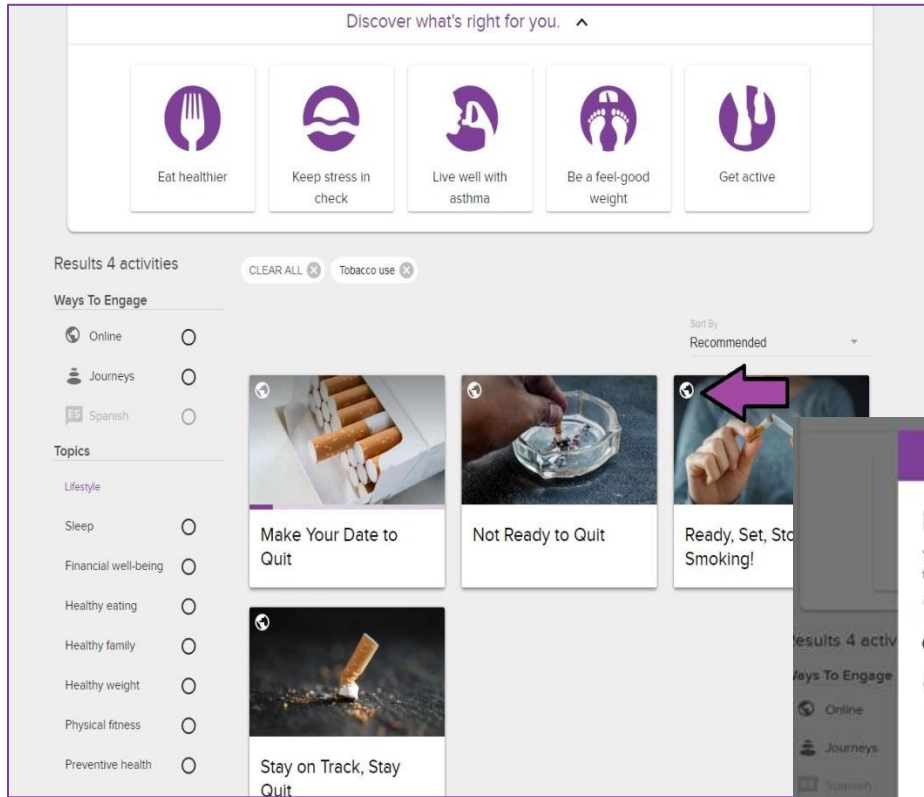 Discover what's right for you.
Eat healthier
Keep stress in
check
Live well with
asthma
Be a feel-good
weight
Get active
Results 4 activities
CLEAR ALL
Tobacco use
Ways To Engage
Online
Journeys
ES Spanish
Sort By
Recommended
Topics
Lifestyle
Sleep
Financial well-being
Healthy eating
Healthy family
Healthy weight
Physical fitness
Preventive health
Make Your Date to
Quit
Not Ready to Quit
Ready, Set, Sto
Smoking!
Stay on Track, Stay
Quit
esults 4 activ
Ways To Engage
Online
Journeys
ES Spanish